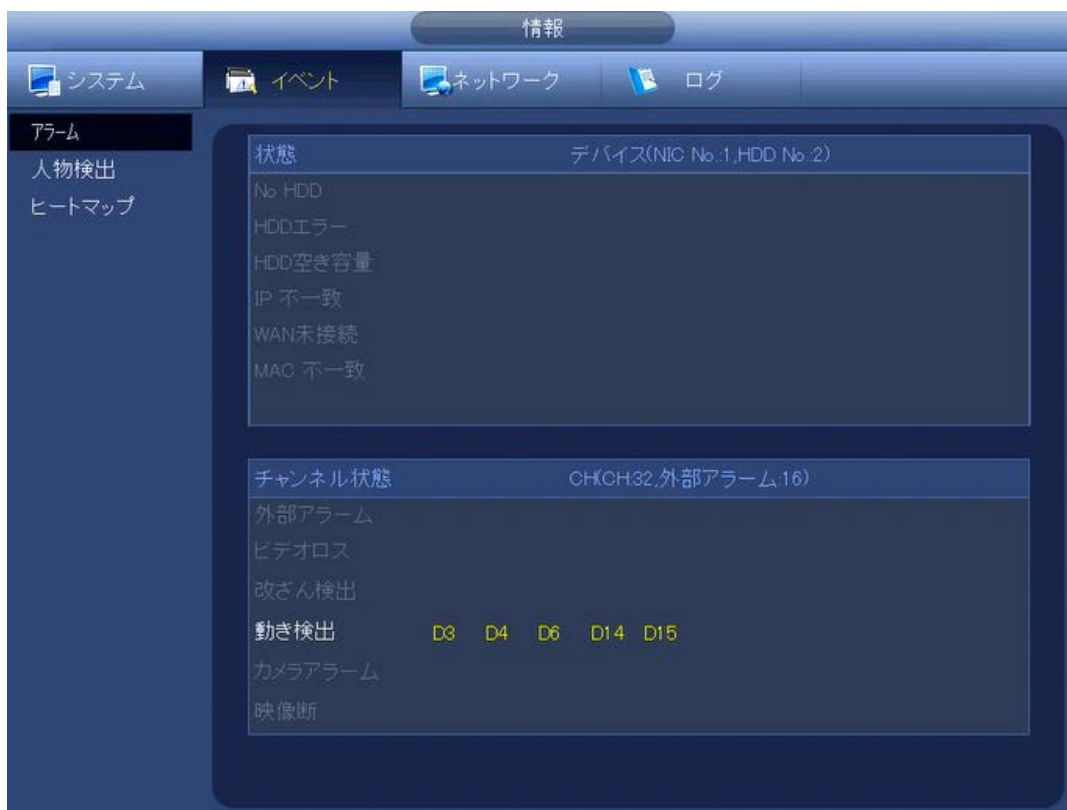 情報
システム イベント ネットワーク ログ
アラーム
人物検出
ヒートマップ
状態 デバイス(NIC No.:1,HDD No.:2)
No HDD
HDDエラー
HDD空き容量
IP 不一致
WAN未接続
MAC 不一致
チャンネル状態 CH(CH:32,外部アラーム:16)
外部アラーム
ビデオロス
改ざん検出
動き検出 D3 D4 D6 D14 D15
カメラアラーム
映像断